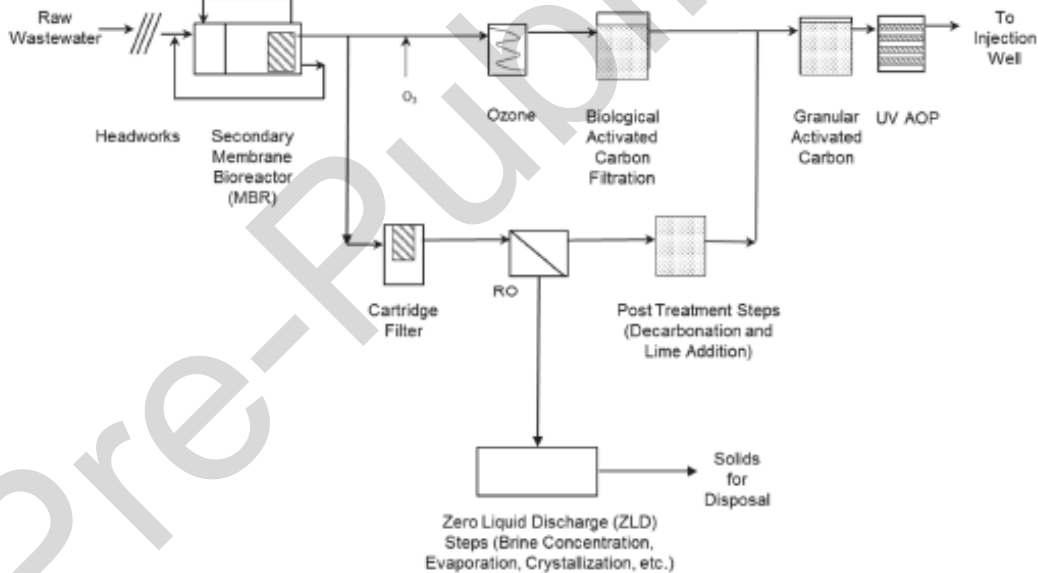 Raw
Wastewater
To
Injection
Well
O₃
Headworks
Secondary
Membrane
Bioreactor
(MBR)
Ozone
Biological
Activated
Carbon
Filtration
Granular
Activated
Carbon
UV AOP
Cartridge
Filter
RO
Post Treatment Steps
(Decarbonation and
Lime Addition)
Zero Liquid Discharge (ZLD)
Steps (Brine Concentration,
Evaporation, Crystallization, etc.)
Solids
for
Disposal
Pre-Pub